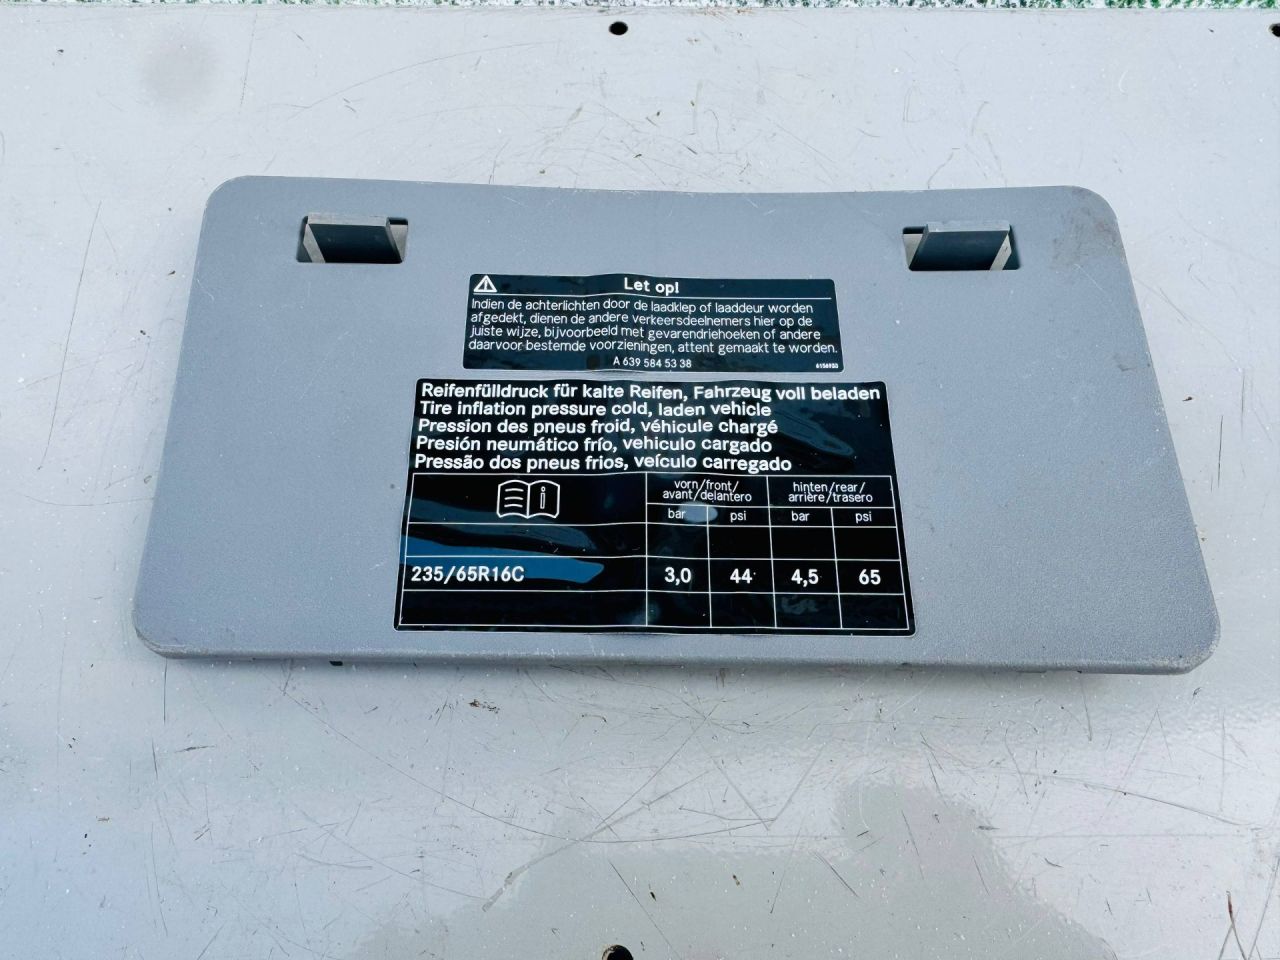 Let op!
Indien de achterlichten door de laadklep of laaddeur worden
afgedekt, dienen de andere verkeersdeelnemers hier op de
juiste wijze, bijvoorbeeld met gevarendriehoeken of andere
daarvoor bestemde voorzieningen, attent gemaakt te worden.
A 639 584 53 38 6156933
Reifenfülldruck für kalte Reifen, Fahrzeug voll beladen
Tire inflation pressure cold, laden vehicle
Pression des pneus froid, véhicule chargé
Presión neumático frío, vehiculo cargado
Pressão dos pneus frios, veículo carregado
vorn/front/ hinten/rear/
avant/delantero arrière/trasero
bar psi bar psi
235/65R16C 3,0 44 4,5 65